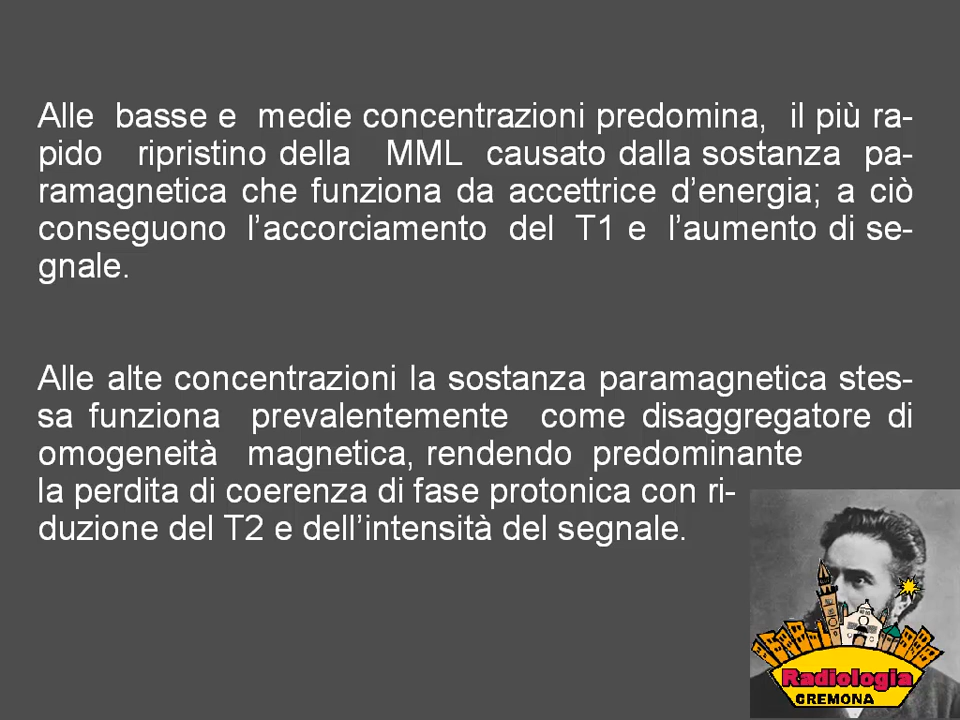 Alle basse e medie concentrazioni predomina, il più ra-
pido ripristino della MML causato dalla sostanza pa-
ramagnetica che funziona da accettrice d’energia; a ciò
conseguono l’accorciamento del T1 e l’aumento di se-
gnale.
Alle alte concentrazioni la sostanza paramagnetica stes-
sa funziona prevalentemente come disaggregatore di
omogeneità magnetica, rendendo predominante
la perdita di coerenza di fase protonica con ri-
duzione del T2 e dell’intensità del segnale.
Radiologia
CREMONA